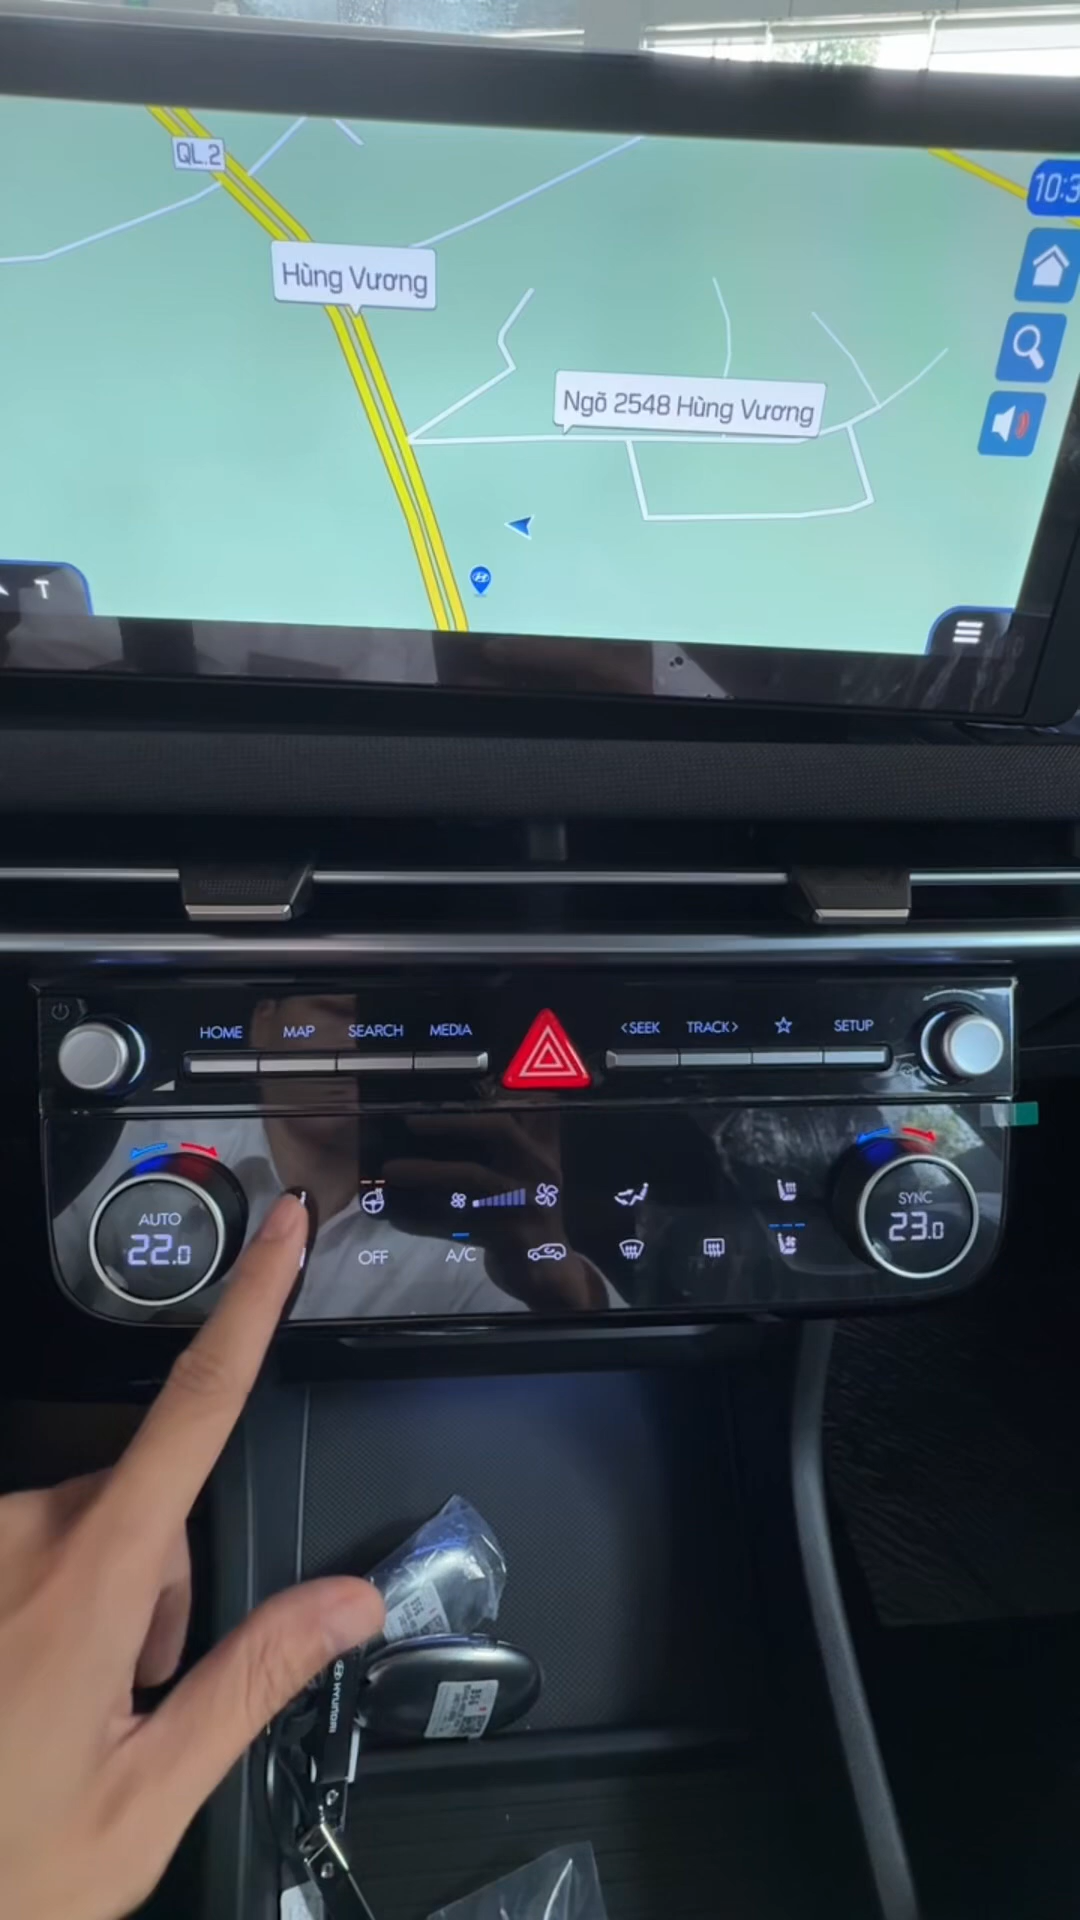 QL.2
10:3
Hùng Vương
Ngõ 2548 Hùng Vương
T
HOME MAP SEARCH MEDIA <SEEK TRACK> SETUP
AUTO
22.0
OFF A/C
SYNC
23.0
HYUNDAI